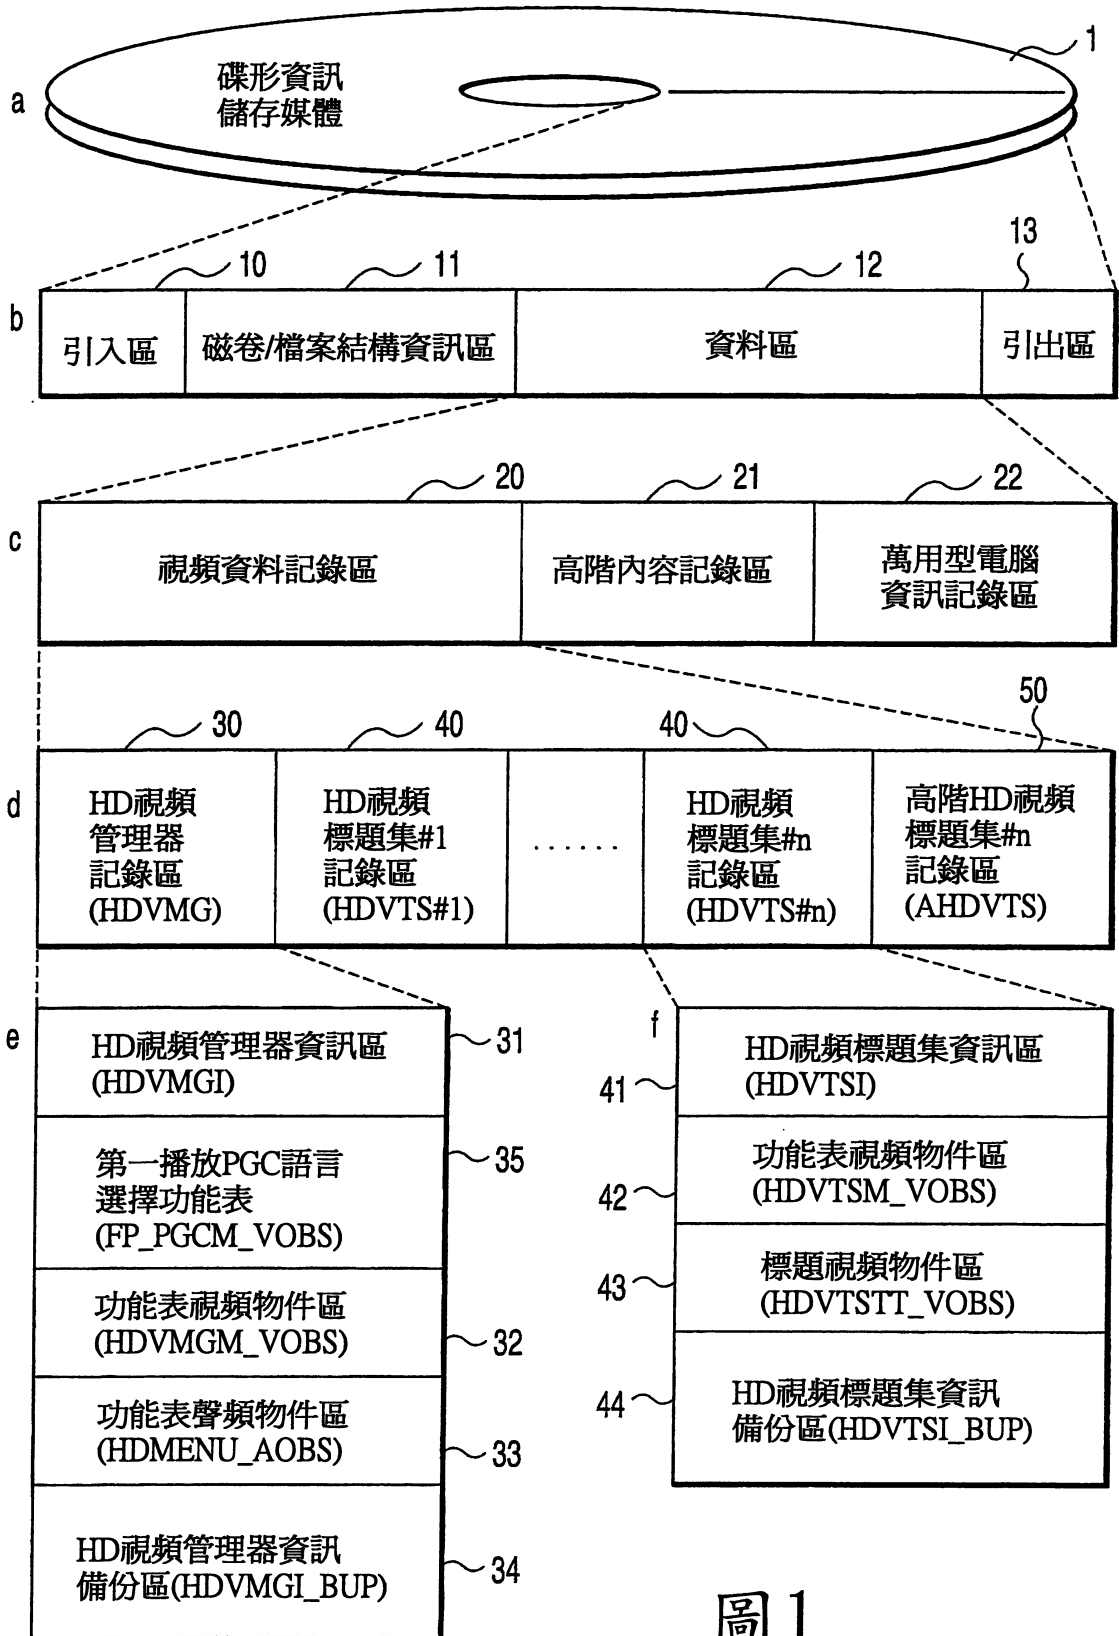 1
a
碟形資訊
儲存媒體
10
11
12
13
b
引入區
磁卷/檔案結構資訊區
資料區
引出區
20
21
22
c
視頻資料記錄區
高階內容記錄區
萬用型電腦
資訊記錄區
30
40
40
50
d
HD視頻
管理器
記錄區
(HDVMG)
HD視頻
標題集#1
記錄區
(HDVTS#1)
......
HD視頻
標題集#n
記錄區
(HDVTS#n)
高階HD視頻
標題集#n
記錄區
(AHDVTS)
e
HD視頻管理器資訊區
(HDVMGI)
31
第一播放PGC語言
選擇功能表
(FP_PGCM_VOBS)
35
功能表視頻物件區
(HDVMGM_VOBS)
32
功能表聲頻物件區
(HDMENU_AOBS)
33
HD視頻管理器資訊
備份區(HDVMGI_BUP)
34
f
HD視頻標題集資訊區
(HDVTSI)
41
功能表視頻物件區
(HDVTSM_VOBS)
42
標題視頻物件區
(HDVTSTT_VOBS)
43
HD視頻標題集資訊
備份區(HDVTSI_BUP)
44
圖1